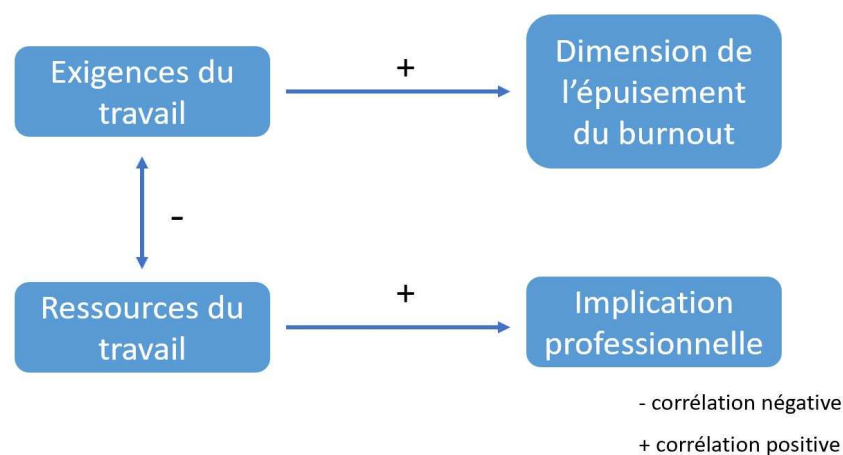 Exigences du
travail
+
Dimension de
l'épuisement
du burnout
-
Ressources du
travail
+
Implication
professionnelle
- corrélation négative
+ corrélation positive